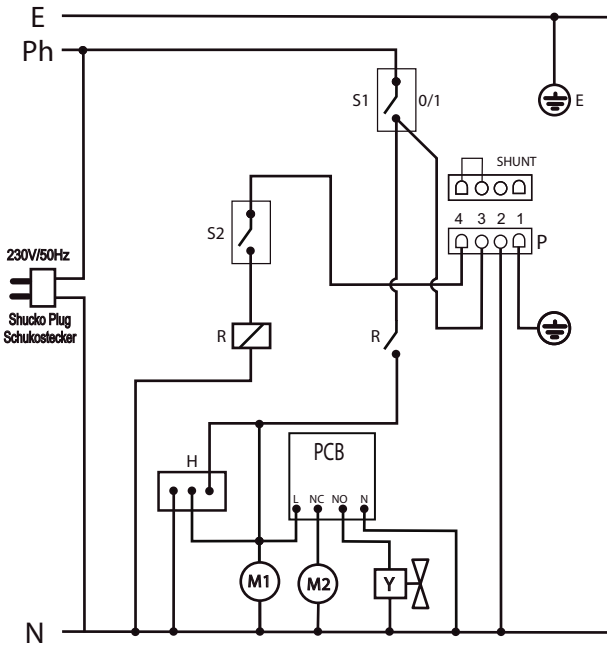 E
Ph
S1
0/1
E
SHUNT
4 3 2 1
P
S2
230V/50Hz
Shucko Plug
Schukostecker
R
R
H
PCB
L NC NO N
M1
M2
Y
N